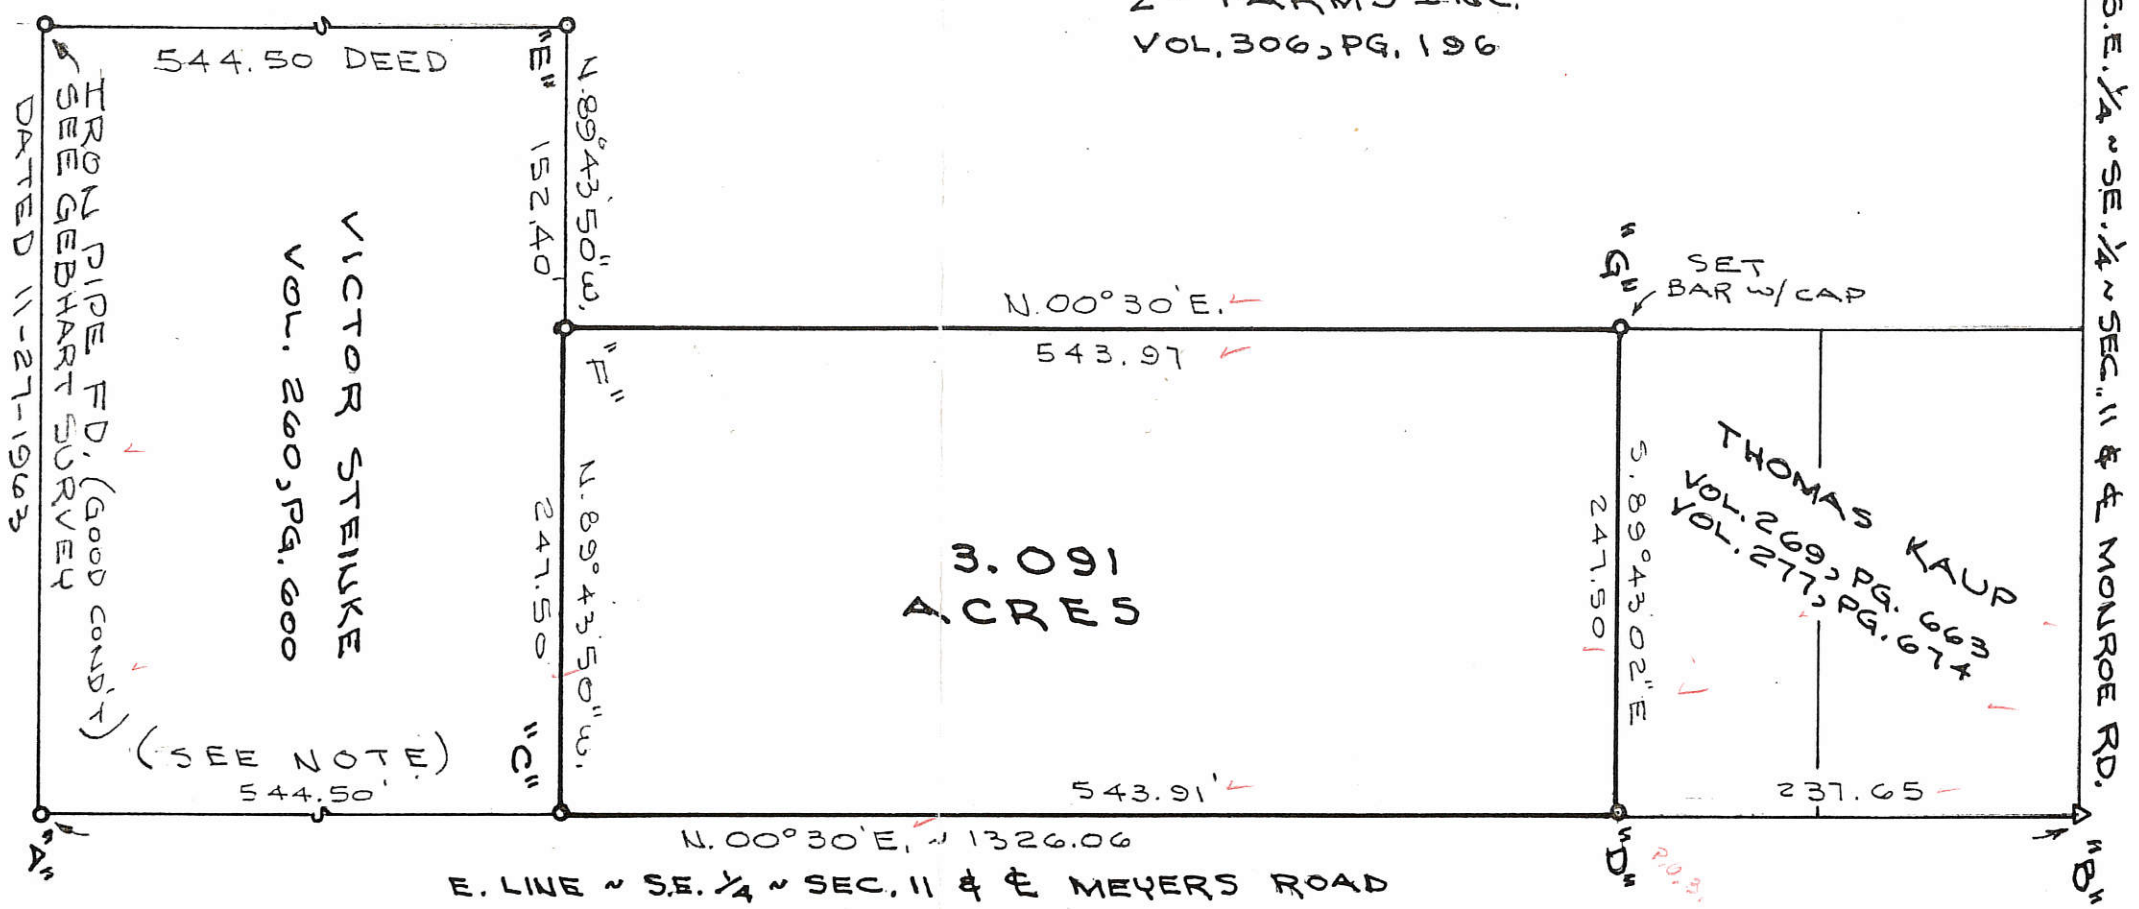 FARMS INC.
VOL. 306, PG. 196
S.E. 1/4 ~ SEC. 11 & ℄ MONROE RD.
544.50 DEED
"E"
N. 89° 43' 50" W.
152.40'
IRON PIPE FD. (GOOD COND'T)
SEE GEBHART SURVEY
DATED 11-27-1963
VICTOR STEINKE
VOL. 260, PG. 600
"G"
SET
BAR W/ CAP
N. 00° 30' E.
543.97
"F"
N. 89° 43' 50" W.
247.50
3.091
ACRES
S. 89° 43' 02" E
247.50
THOMAS KAUP
VOL. 269, PG. 663
VOL. 277, PG. 674
(SEE NOTE)
544.50'
"C"
543.91'
237.65
"A"
N. 00° 30' E. ~ 1326.06
"D"
P.O.B.
"B"
E. LINE ~ S.E. 1/4 ~ SEC. 11 & ℄ MEYERS ROAD